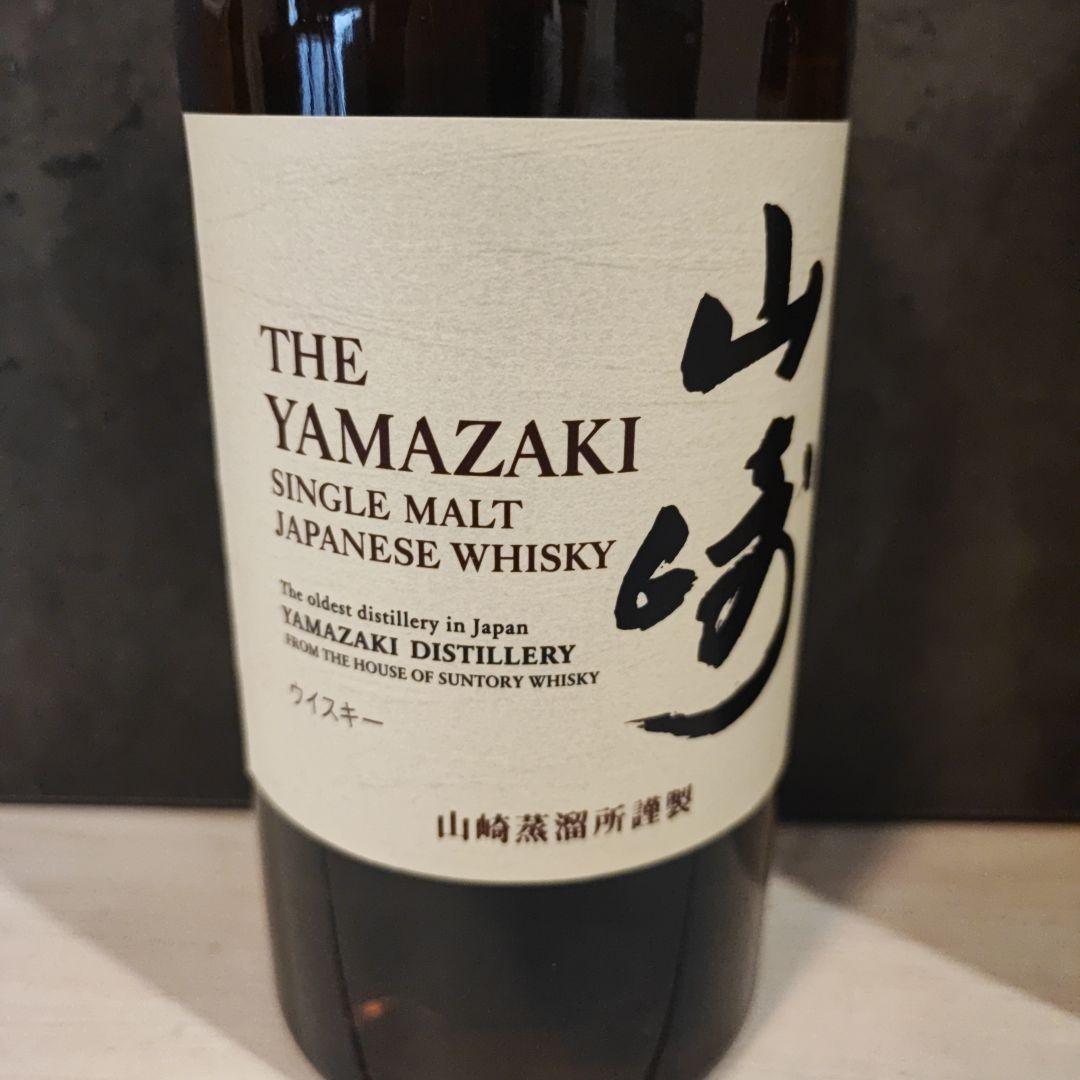 THE
YAMAZAKI
SINGLE MALT
JAPANESE WHISKY
The oldest distillery in Japan
YAMAZAKI DISTILLERY
FROM THE HOUSE OF SUNTORY WHISKY
ウイスキー
山崎
山崎蒸溜所謹製